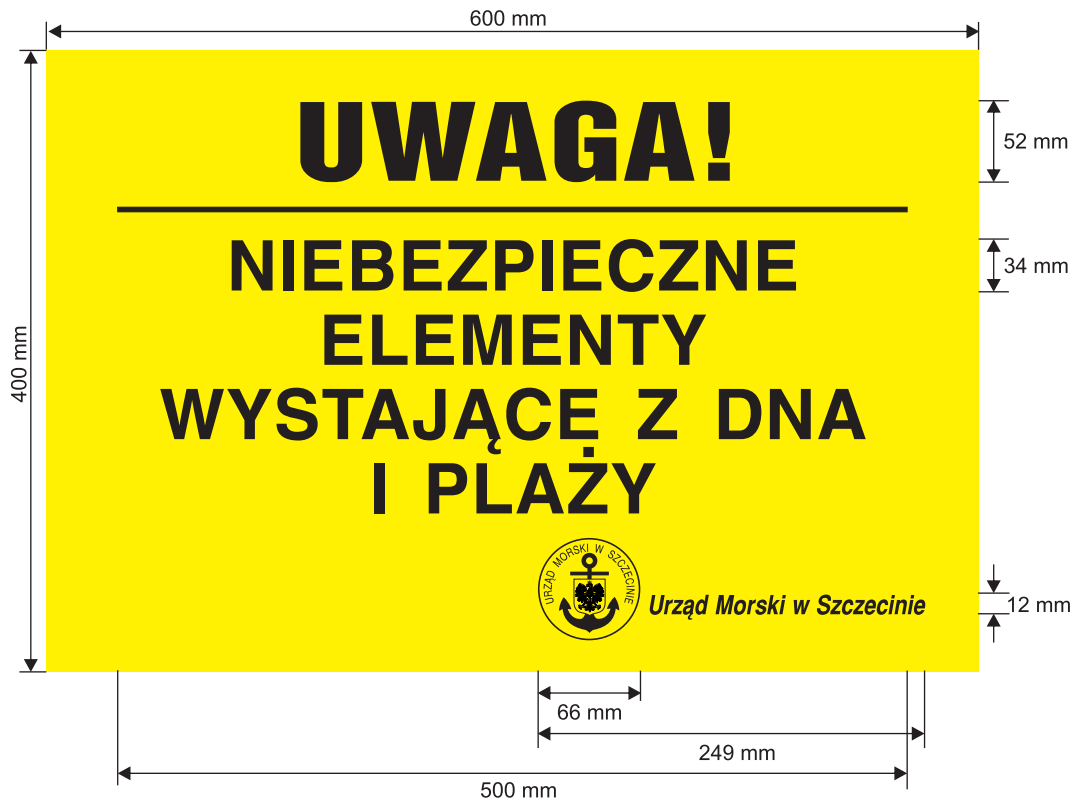 600 mm
UWAGA!
52 mm
NIEBEZPIECZNE
34 mm
ELEMENTY
400 mm
WYSTAJĄCE Z DNA
I PLAŻY
URZĄD MORSKI W SZCZECINIE
Urząd Morski w Szczecinie
12 mm
66 mm
249 mm
500 mm